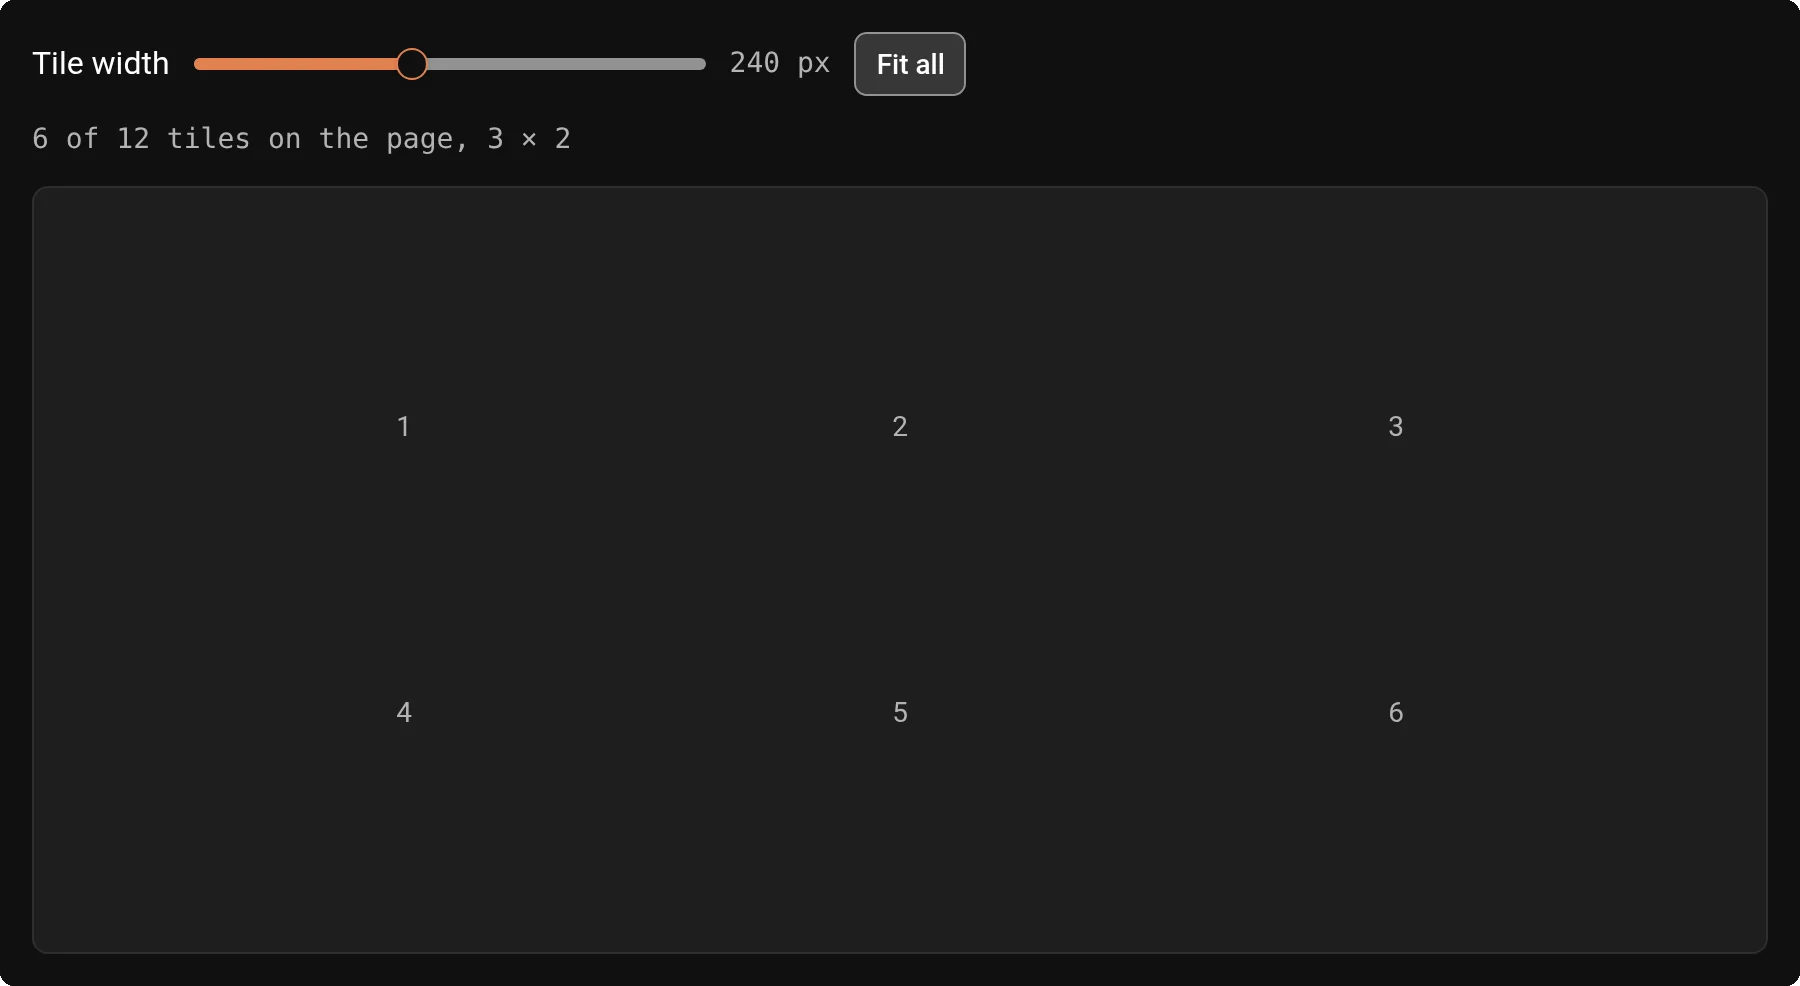 Tile width 240 px Fit all
6 of 12 tiles on the page, 3 × 2
1 2 3
4 5 6